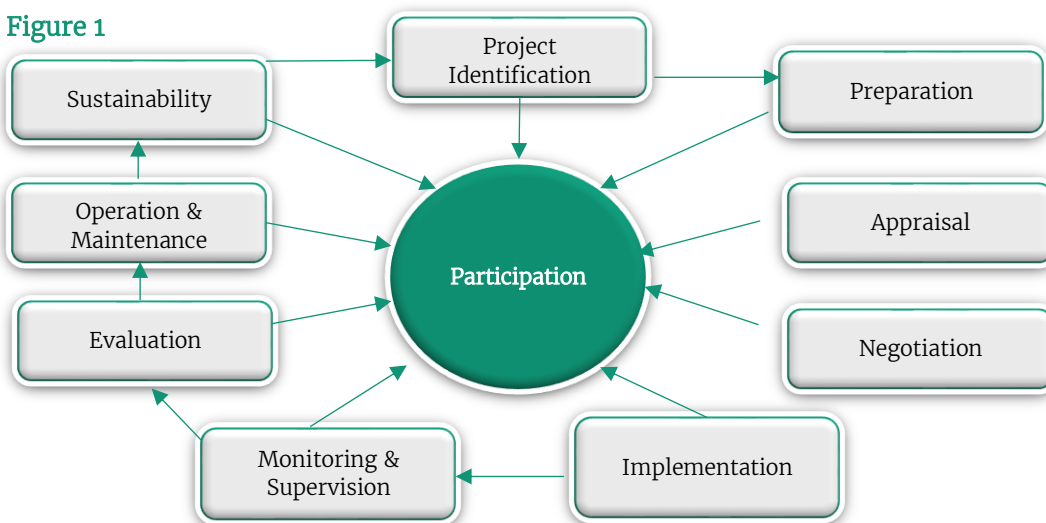 Figure 1
Project
Identification
Sustainability
Preparation
Operation &
Maintenance
Appraisal
Participation
Evaluation
Negotiation
Monitoring &
Supervision
Implementation